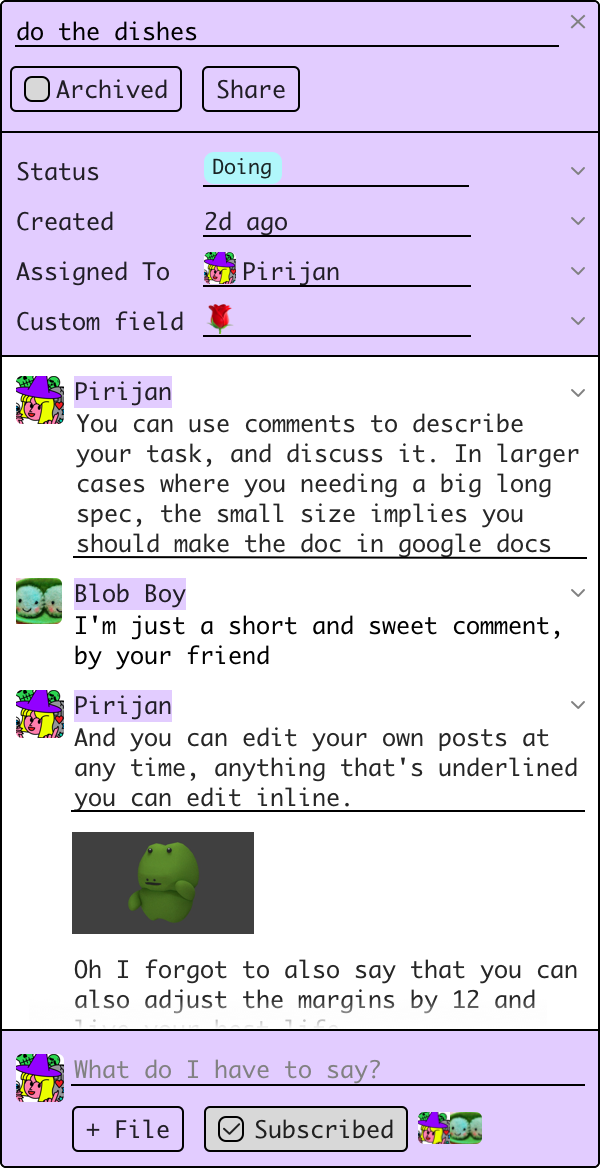 do the dishes
Archived Share
Status Doing
Created 2d ago
Assigned To Pirijan
Custom field
Pirijan
You can use comments to describe
your task, and discuss it. In larger
cases where you needing a big long
spec, the small size implies you
should make the doc in google docs
Blob Boy
I'm just a short and sweet comment,
by your friend
Pirijan
And you can edit your own posts at
any time, anything that's underlined
you can edit inline.
Oh I forgot to also say that you can
also adjust the margins by 12 and
live your best life
What do I have to say?
+ File Subscribed